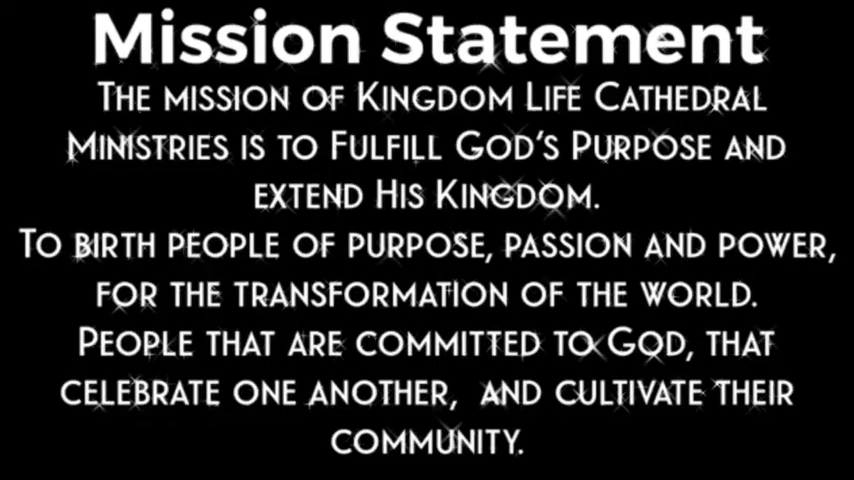 Mission Statement
The mission of Kingdom Life Cathedral
Ministries is to Fulfill God's Purpose and
extend His Kingdom.
To birth people of purpose, passion and power,
for the transformation of the world.
People that are committed to God, that
celebrate one another, and cultivate their
community.